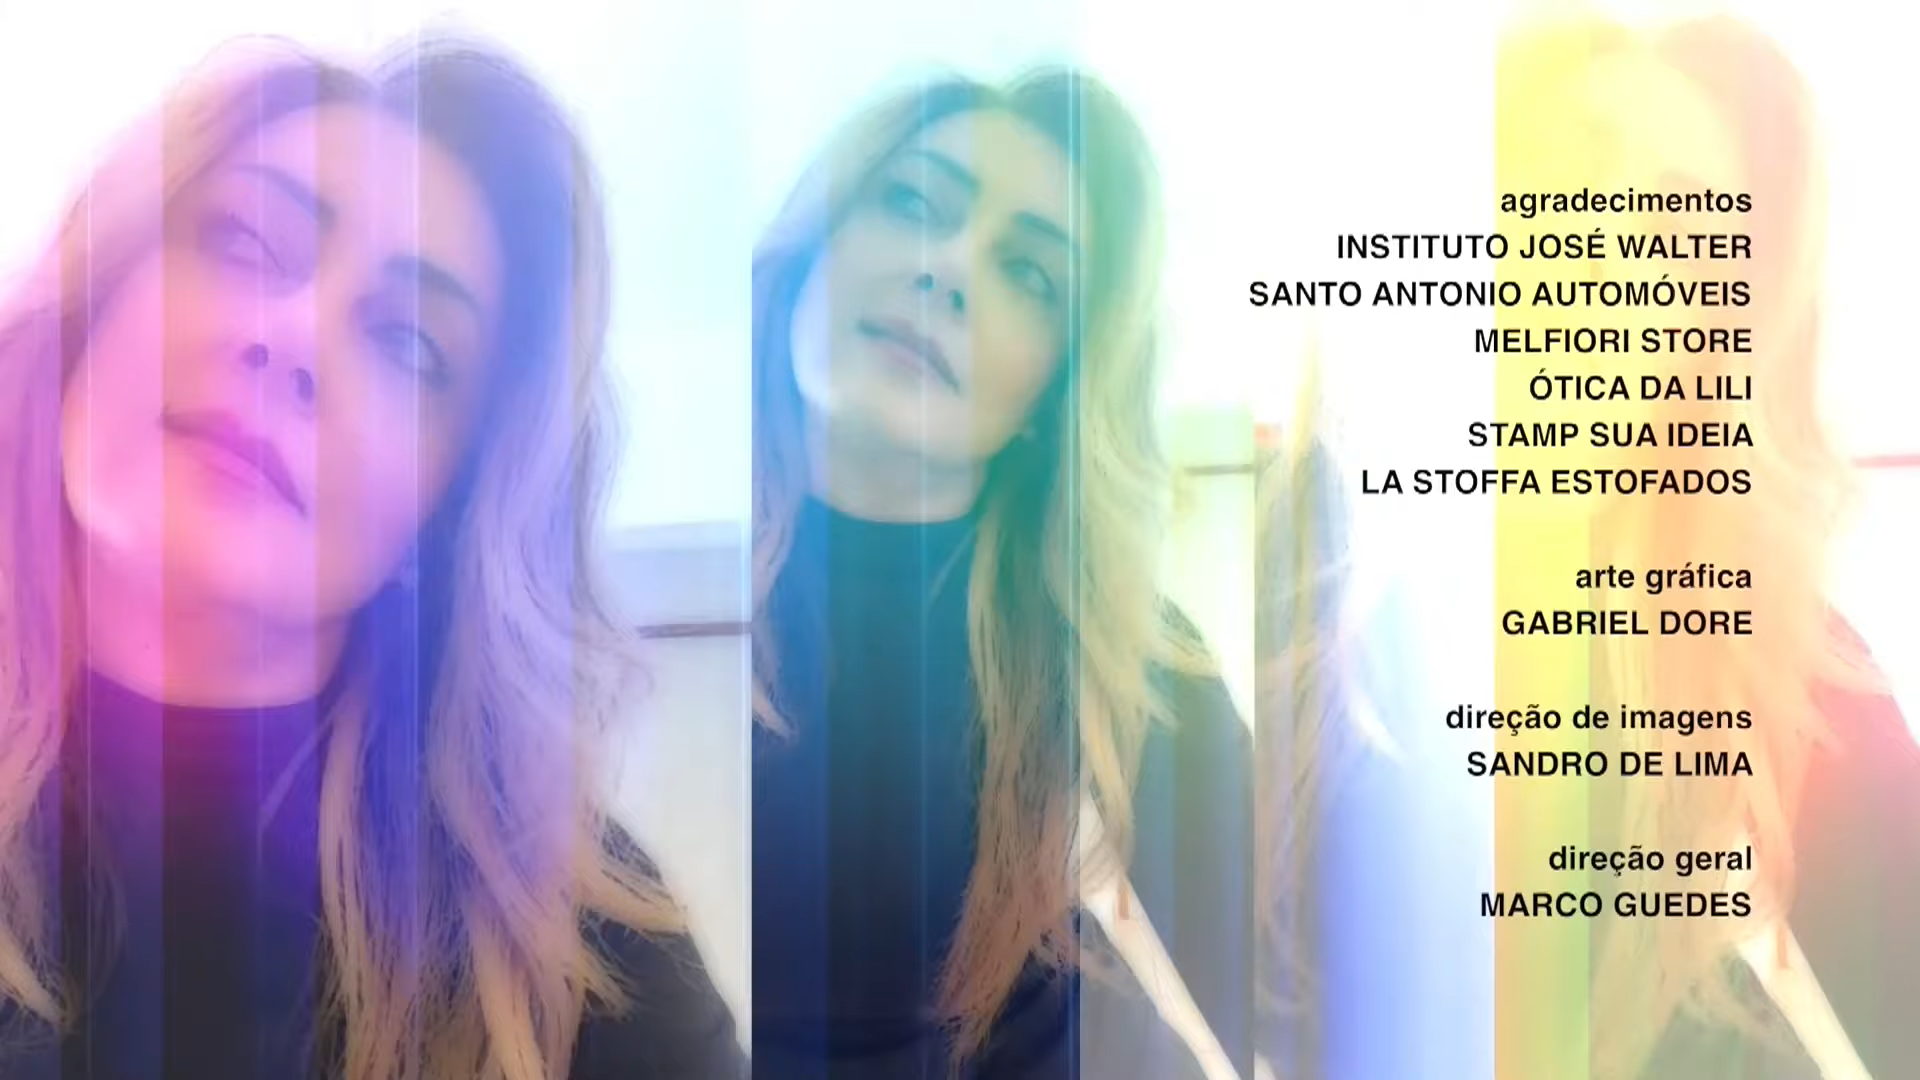 agradecimentos
INSTITUTO JOSÉ WALTER
SANTO ANTONIO AUTOMÓVEIS
MELFIORI STORE
ÓTICA DA LILI
STAMP SUA IDEIA
LA STOFFA ESTOFADOS
arte gráfica
GABRIEL DORE
direção de imagens
SANDRO DE LIMA
direção geral
MARCO GUEDES